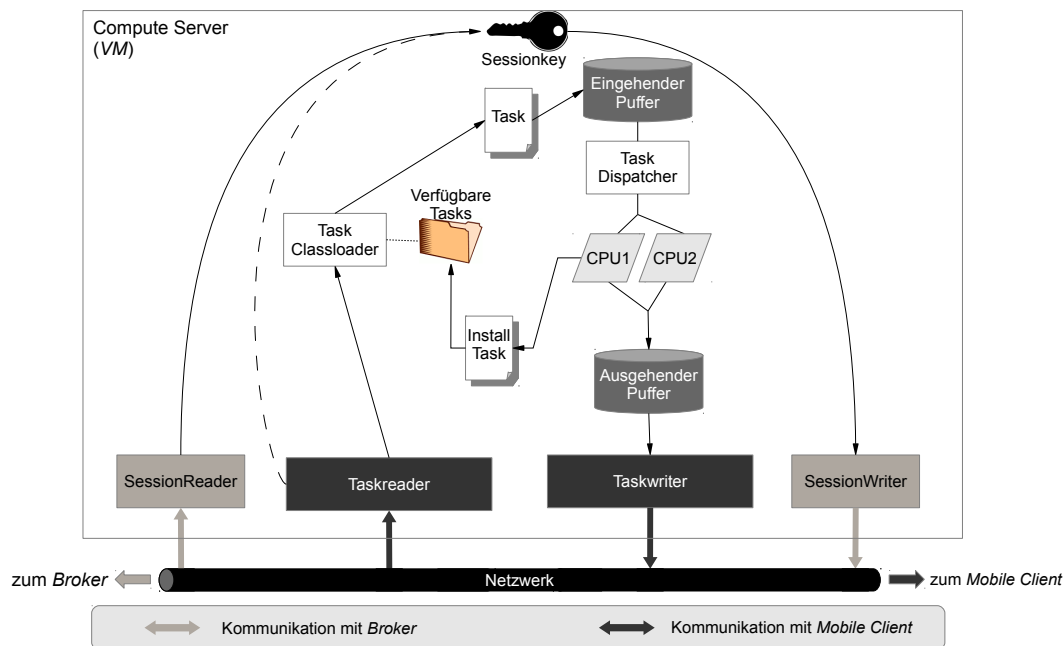 Compute Server
(VM)
Sessionkey
Eingehender
Puffer
Task
Task
Dispatcher
Verfügbare
Tasks
Task
Classloader
CPU1
CPU2
Install
Task
Ausgehender
Puffer
SessionReader
Taskreader
Taskwriter
SessionWriter
zum Broker
Netzwerk
zum Mobile Client
Kommunikation mit Broker
Kommunikation mit Mobile Client